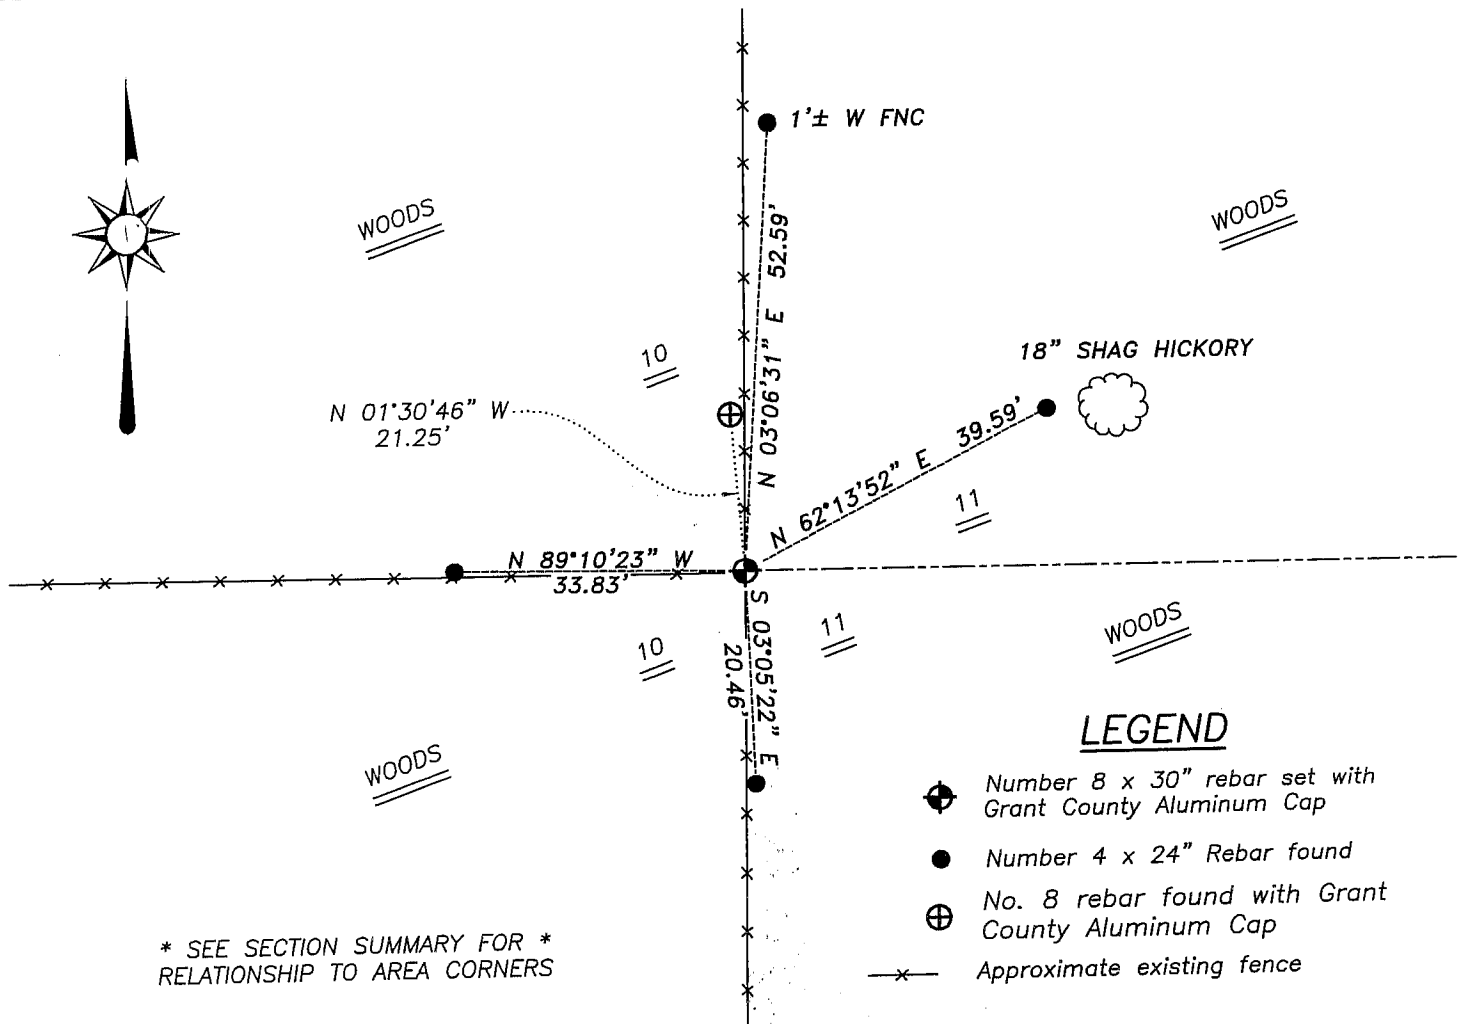 1'± W FNC
WOODS
WOODS
N 03°06'31" E 52.59'
10
18" SHAG HICKORY
N 01°30'46" W
21.25'
N 62°13'52" E 39.59'
11
N 89°10'23" W
33.83'
S 03°05'22" E
20.46'
10
11
WOODS
WOODS
LEGEND
Number 8 x 30" rebar set with
Grant County Aluminum Cap
Number 4 x 24" Rebar found
No. 8 rebar found with Grant
County Aluminum Cap
Approximate existing fence
* SEE SECTION SUMMARY FOR *
RELATIONSHIP TO AREA CORNERS